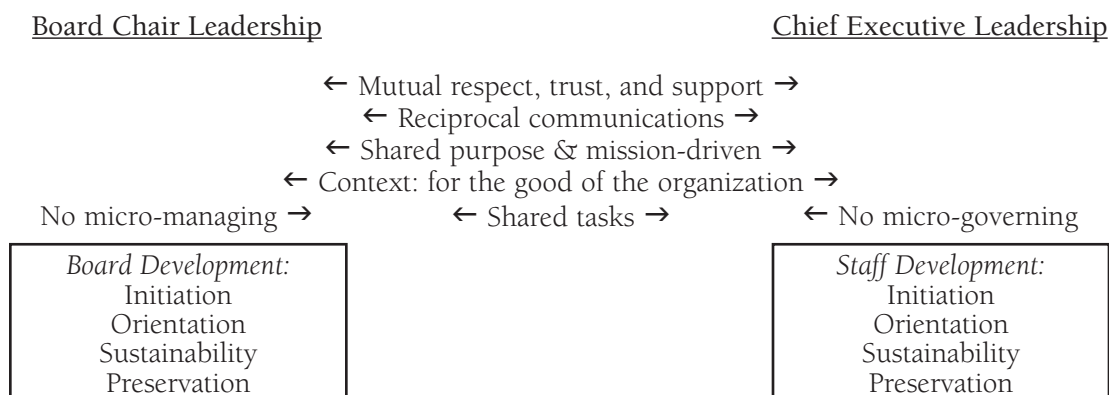 Board Chair Leadership Chief Executive Leadership
← Mutual respect, trust, and support →
← Reciprocal communications →
← Shared purpose & mission-driven →
← Context: for the good of the organization →
No micro-managing → ← Shared tasks → ← No micro-governing
Board Development:
Initiation
Orientation
Sustainability
Preservation
Staff Development:
Initiation
Orientation
Sustainability
Preservation